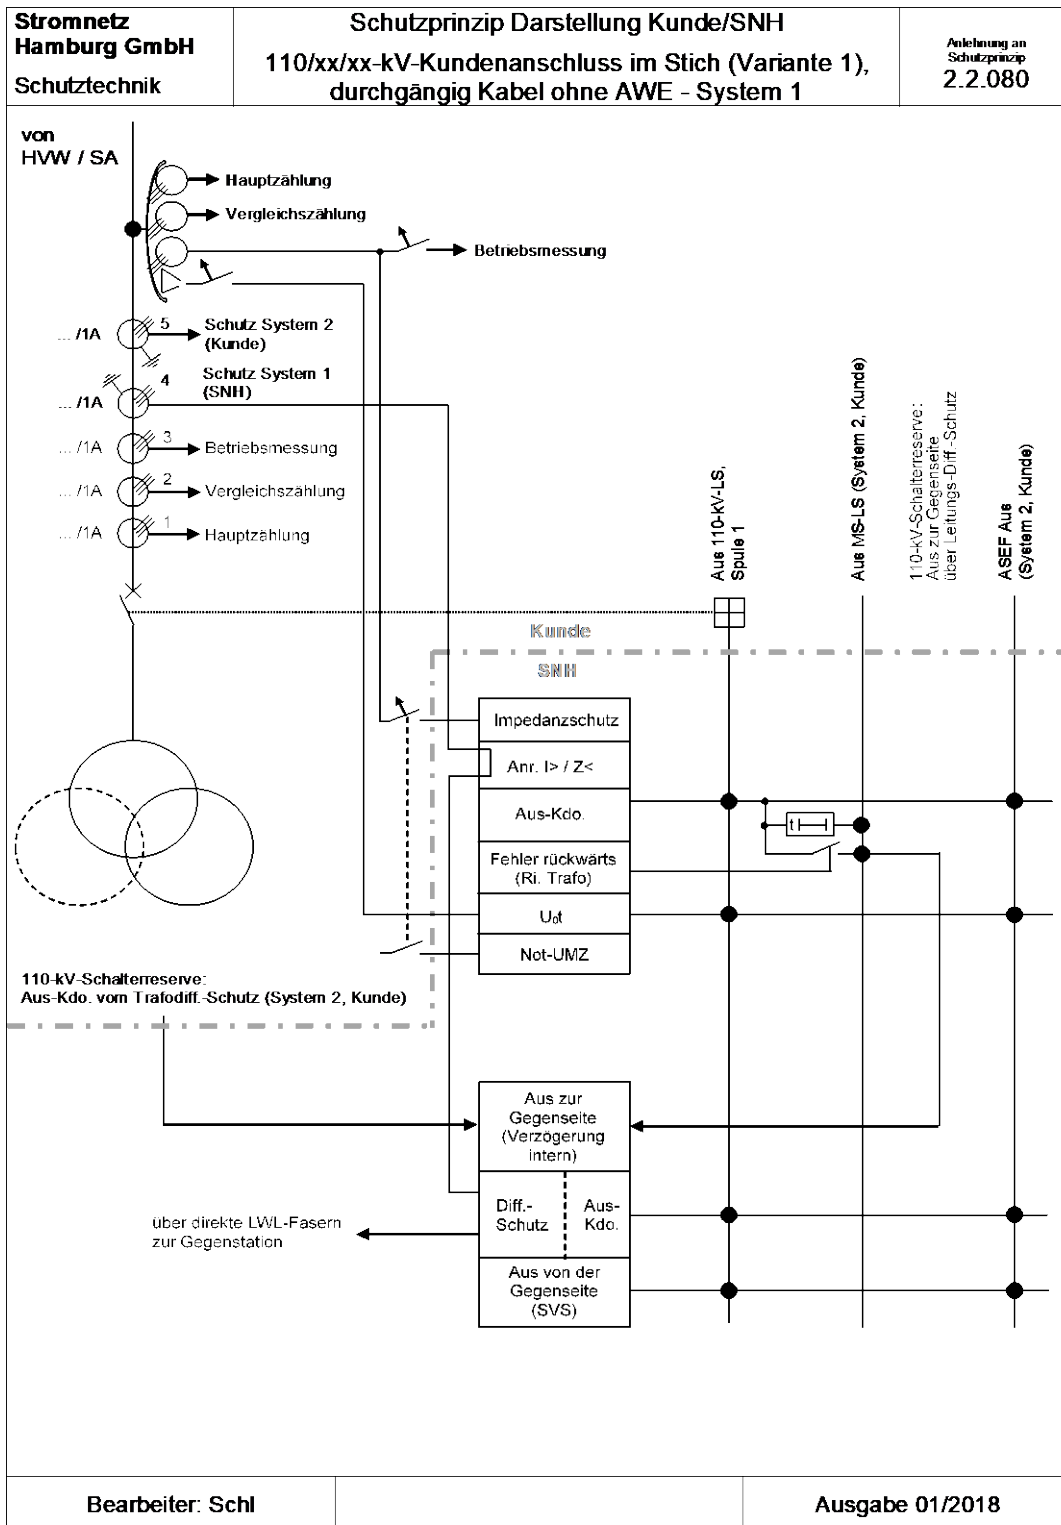 Stromnetz
Hamburg GmbH
Schutztechnik
Schutzprinzip Darstellung Kunde/SNH
110/xx/xx-kV-Kundenanschluss im Stich (Variante 1),
durchgängig Kabel ohne AWE - System 1
Anlehnung an
Schutzprinzip
2.2.080
von
HVW / SA
Hauptzählung
Vergleichszählung
Betriebsmessung
... /1A
5
Schutz System 2
(Kunde)
... /1A
4
Schutz System 1
(SNH)
... /1A
3
Betriebsmessung
... /1A
2
Vergleichszählung
... /1A
1
Hauptzählung
Aus 110-kV-LS,
Spule 1
Aus MS-LS (System 2, Kunde)
110-kV-Schalterreserve:
Aus zur Gegenseite
über Leitungs-Diff.-Schutz
ASEF Aus
(System 2, Kunde)
Kunde
SNH
Impedanzschutz
Anr. I> / Z<
Aus-Kdo.
t
Fehler rückwärts
(Ri. Trafo)
U₀t
Not-UMZ
110-kV-Schalterreserve:
Aus-Kdo. vom Trafodiff.-Schutz (System 2, Kunde)
Aus zur
Gegenseite
(Verzögerung
intern)
Diff.-
Schutz
Aus-
Kdo.
über direkte LWL-Fasern
zur Gegenstation
Aus von der
Gegenseite
(SVS)
Bearbeiter: Schl
Ausgabe 01/2018